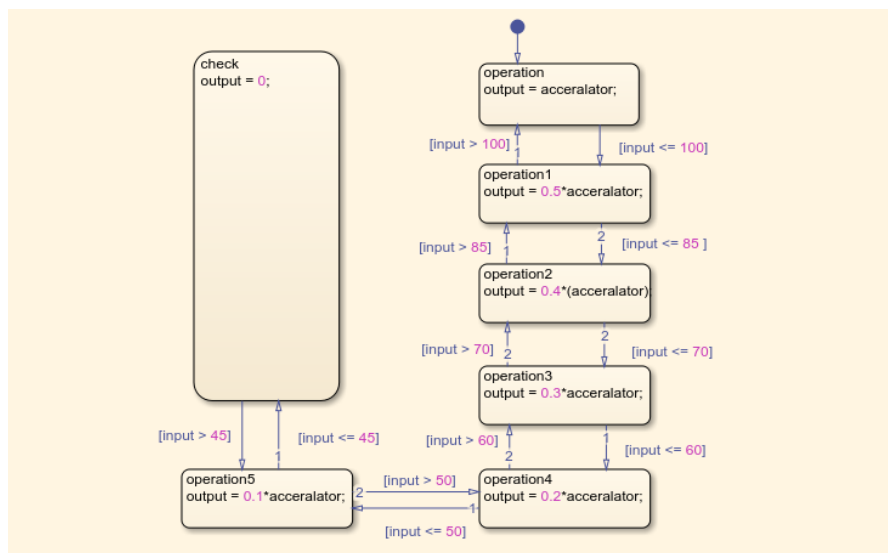 check
output = 0;
operation
output = acceralator;
[input > 100]
1
[input <= 100]
operation1
output = 0.5*acceralator;
[input > 85]
1
2
[input <= 85 ]
operation2
output = 0.4*(acceralator);
[input > 70]
2
2
[input <= 70]
operation3
output = 0.3*acceralator;
[input > 45]
[input <= 45]
1
[input > 60]
2
1
[input <= 60]
operation5
output = 0.1*acceralator;
2
[input > 50]
1
[input <= 50]
operation4
output = 0.2*acceralator;